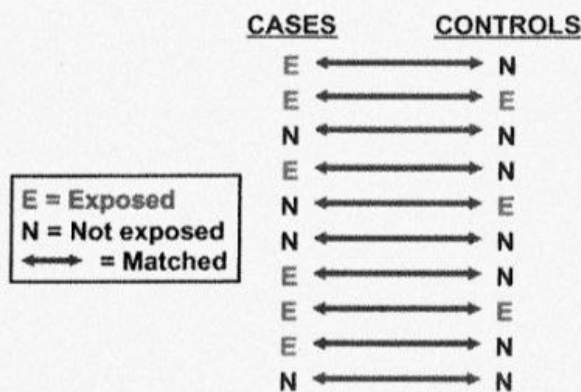 CASES CONTROLS
E N
E E
N N
E N
N E
N N
E N
E E
E N
N N
E = Exposed
N = Not exposed
= Matched